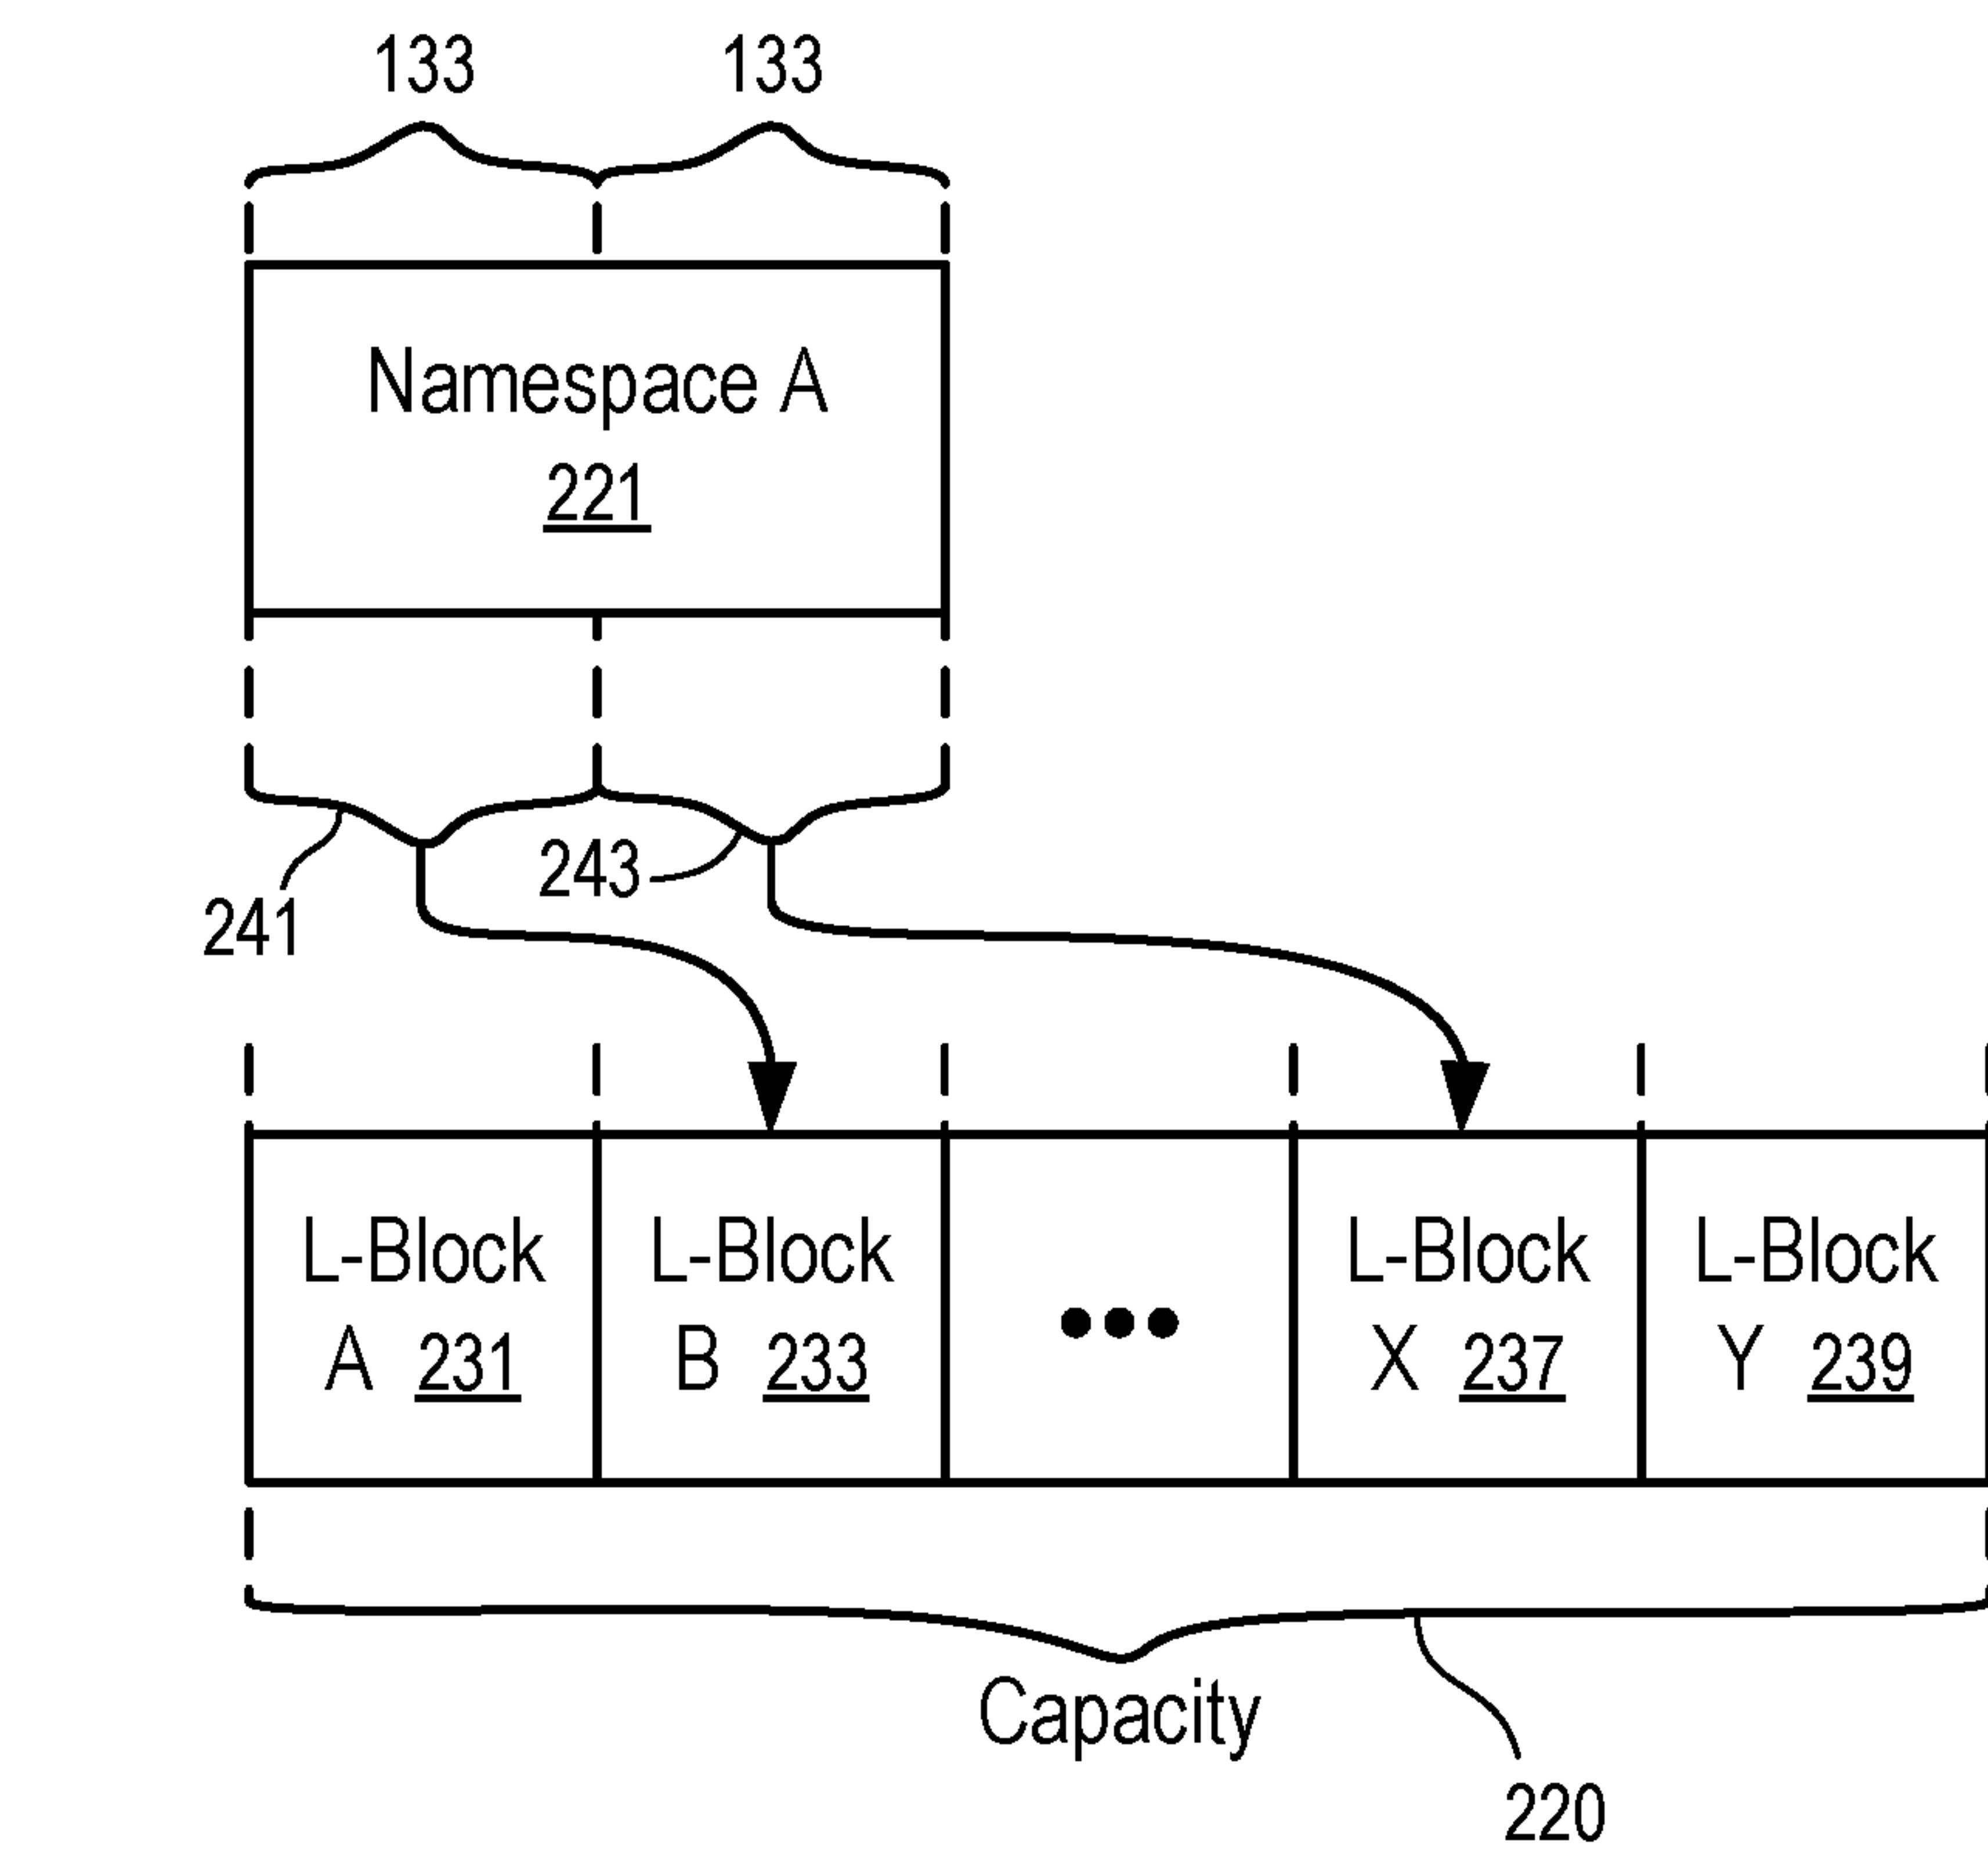 133 133
Namespace A
221
241 243
L-Block L-Block L-Block L-Block
A 231 B 233 ••• X 237 Y 239
Capacity
220